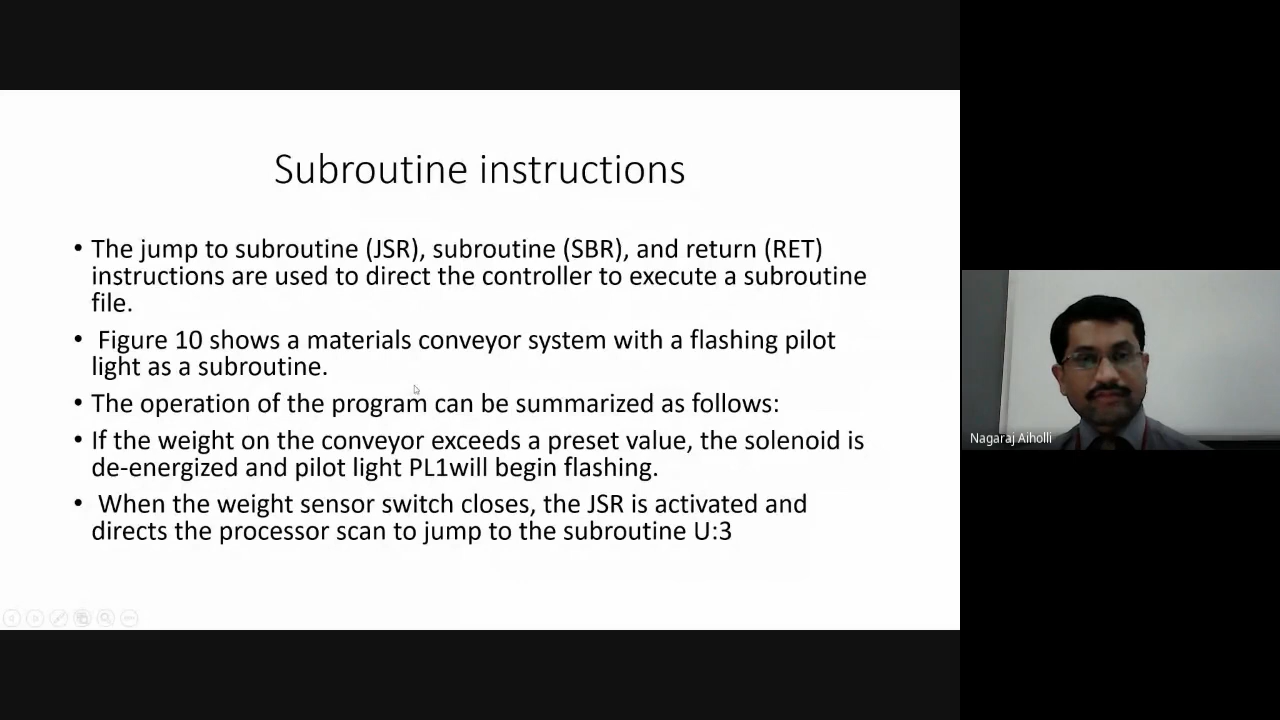 Subroutine instructions
• The jump to subroutine (JSR), subroutine (SBR), and return (RET)
instructions are used to direct the controller to execute a subroutine
file.
• Figure 10 shows a materials conveyor system with a flashing pilot
light as a subroutine.
• The operation of the program can be summarized as follows:
• If the weight on the conveyor exceeds a preset value, the solenoid is
de-energized and pilot light PL1will begin flashing.
• When the weight sensor switch closes, the JSR is activated and
directs the processor scan to jump to the subroutine U:3
Nagaraj Aiholli